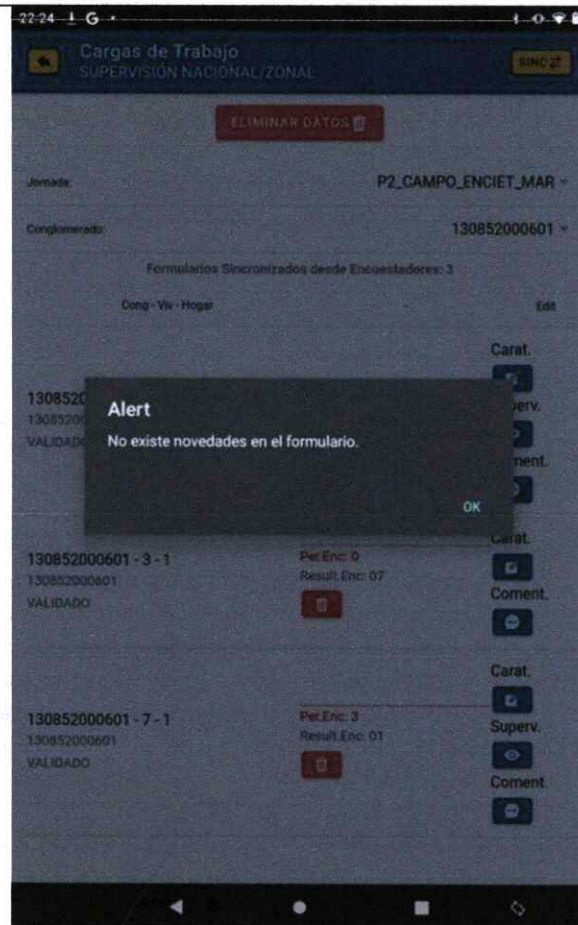 22:24 G
Cargas de Trabajo
SUPERVISIÓN NACIONAL/ZONAL
SINC
ELIMINAR DATOS
Jornada:
P2_CAMPO_ENCIET_MAR
Conglomerado:
130852000601
Formularios Sincronizados desde Encuestadores: 3
Cong - Viv - Hogar
-
Edit
Carat.
Alert
No existe novedades en el formulario.
OK
130852000601 - 3 - 1
130852000601
VALIDADO
Per.Enc: 0
Result.Enc: 07
Carat.
Coment.
130852000601 - 7 - 1
130852000601
VALIDADO
Per.Enc: 3
Result.Enc: 01
Carat.
Superv.
Coment.